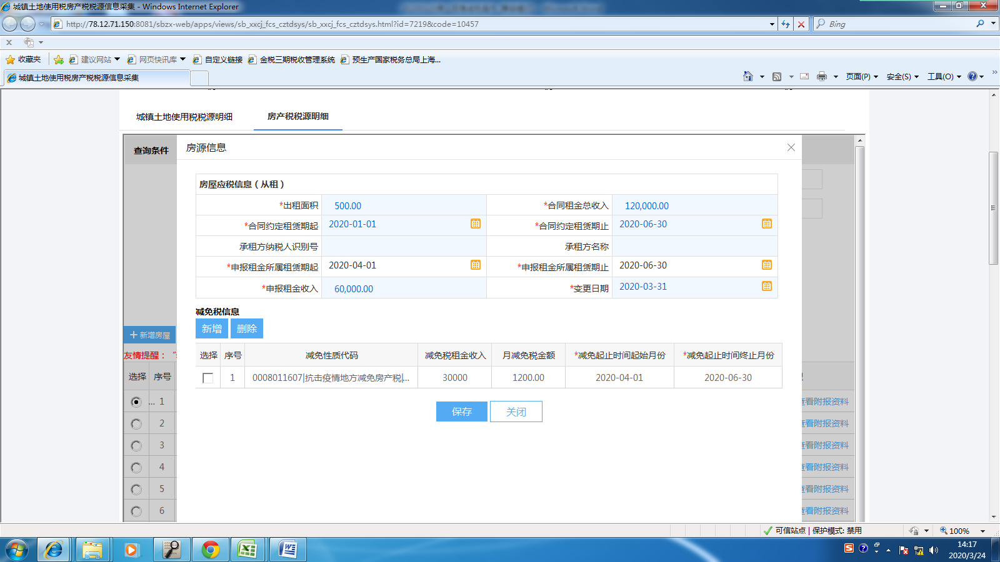 城镇土地使用税房产税税源信息采集 - Windows Internet Explorer
http://78.12.71.150:8081/sbzx-web/apps/views/sb_xxcj_fcs_cztdsys/sb_xxcj_fcs_cztdsys.html?id=7219&code=10457
Bing
x
收藏夹 建议网站 网页快讯库 自定义链接 金税三期税收管理系统 预生产国家税务总局上海...
城镇土地使用税房产税税源信息采集
页面(P) 安全(S) 工具(O)
城镇土地使用税税源明细 房产税税源明细
查询条件
房源信息
房屋应税信息（从租）
*出租面积 500.00 *合同租金总收入 120,000.00
*合同约定租赁期起 2020-01-01 *合同约定租赁期止 2020-06-30
承租方纳税人识别号 承租方名称
*申报租金所属租赁期起 2020-04-01 *申报租金所属租赁期止 2020-06-30
*申报租金收入 60,000.00 *变更日期 2020-03-31
减免税信息
新增 删除
+ 新增房屋
友情提醒：“
选择 序号 减免性质代码 减免税租金收入 月减免税金额 *减免起止时间起始月份 *减免起止时间终止月份
1 0008011607|抗击疫情地方减免房产税|... 30000 1200.00 2020-04-01 2020-06-30
保存 关闭
选择 序号
... 1 查看附报资料
2 查看附报资料
3 查看附报资料
4 查看附报资料
5 查看附报资料
6 查看附报资料
可信站点 | 保护模式: 禁用 100%
14:17
2020/3/24